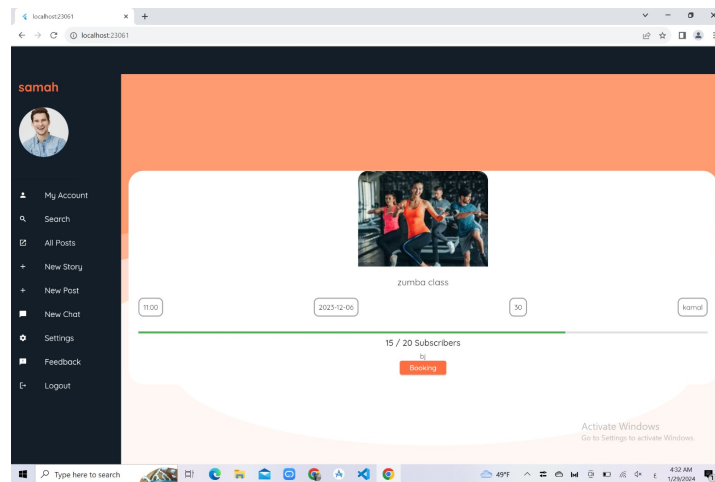 localhost:23061
localhost:23061
samah
My Account
Search
All Posts
New Story
New Post
New Chat
Settings
Feedback
Logout
zumba class
11:00
2023-12-06
30
kamal
15 / 20 Subscribers
bj
Booking
Activate Windows
Go to Settings to activate Windows.
Type here to search
49°F
ع
4:32 AM
1/29/2024